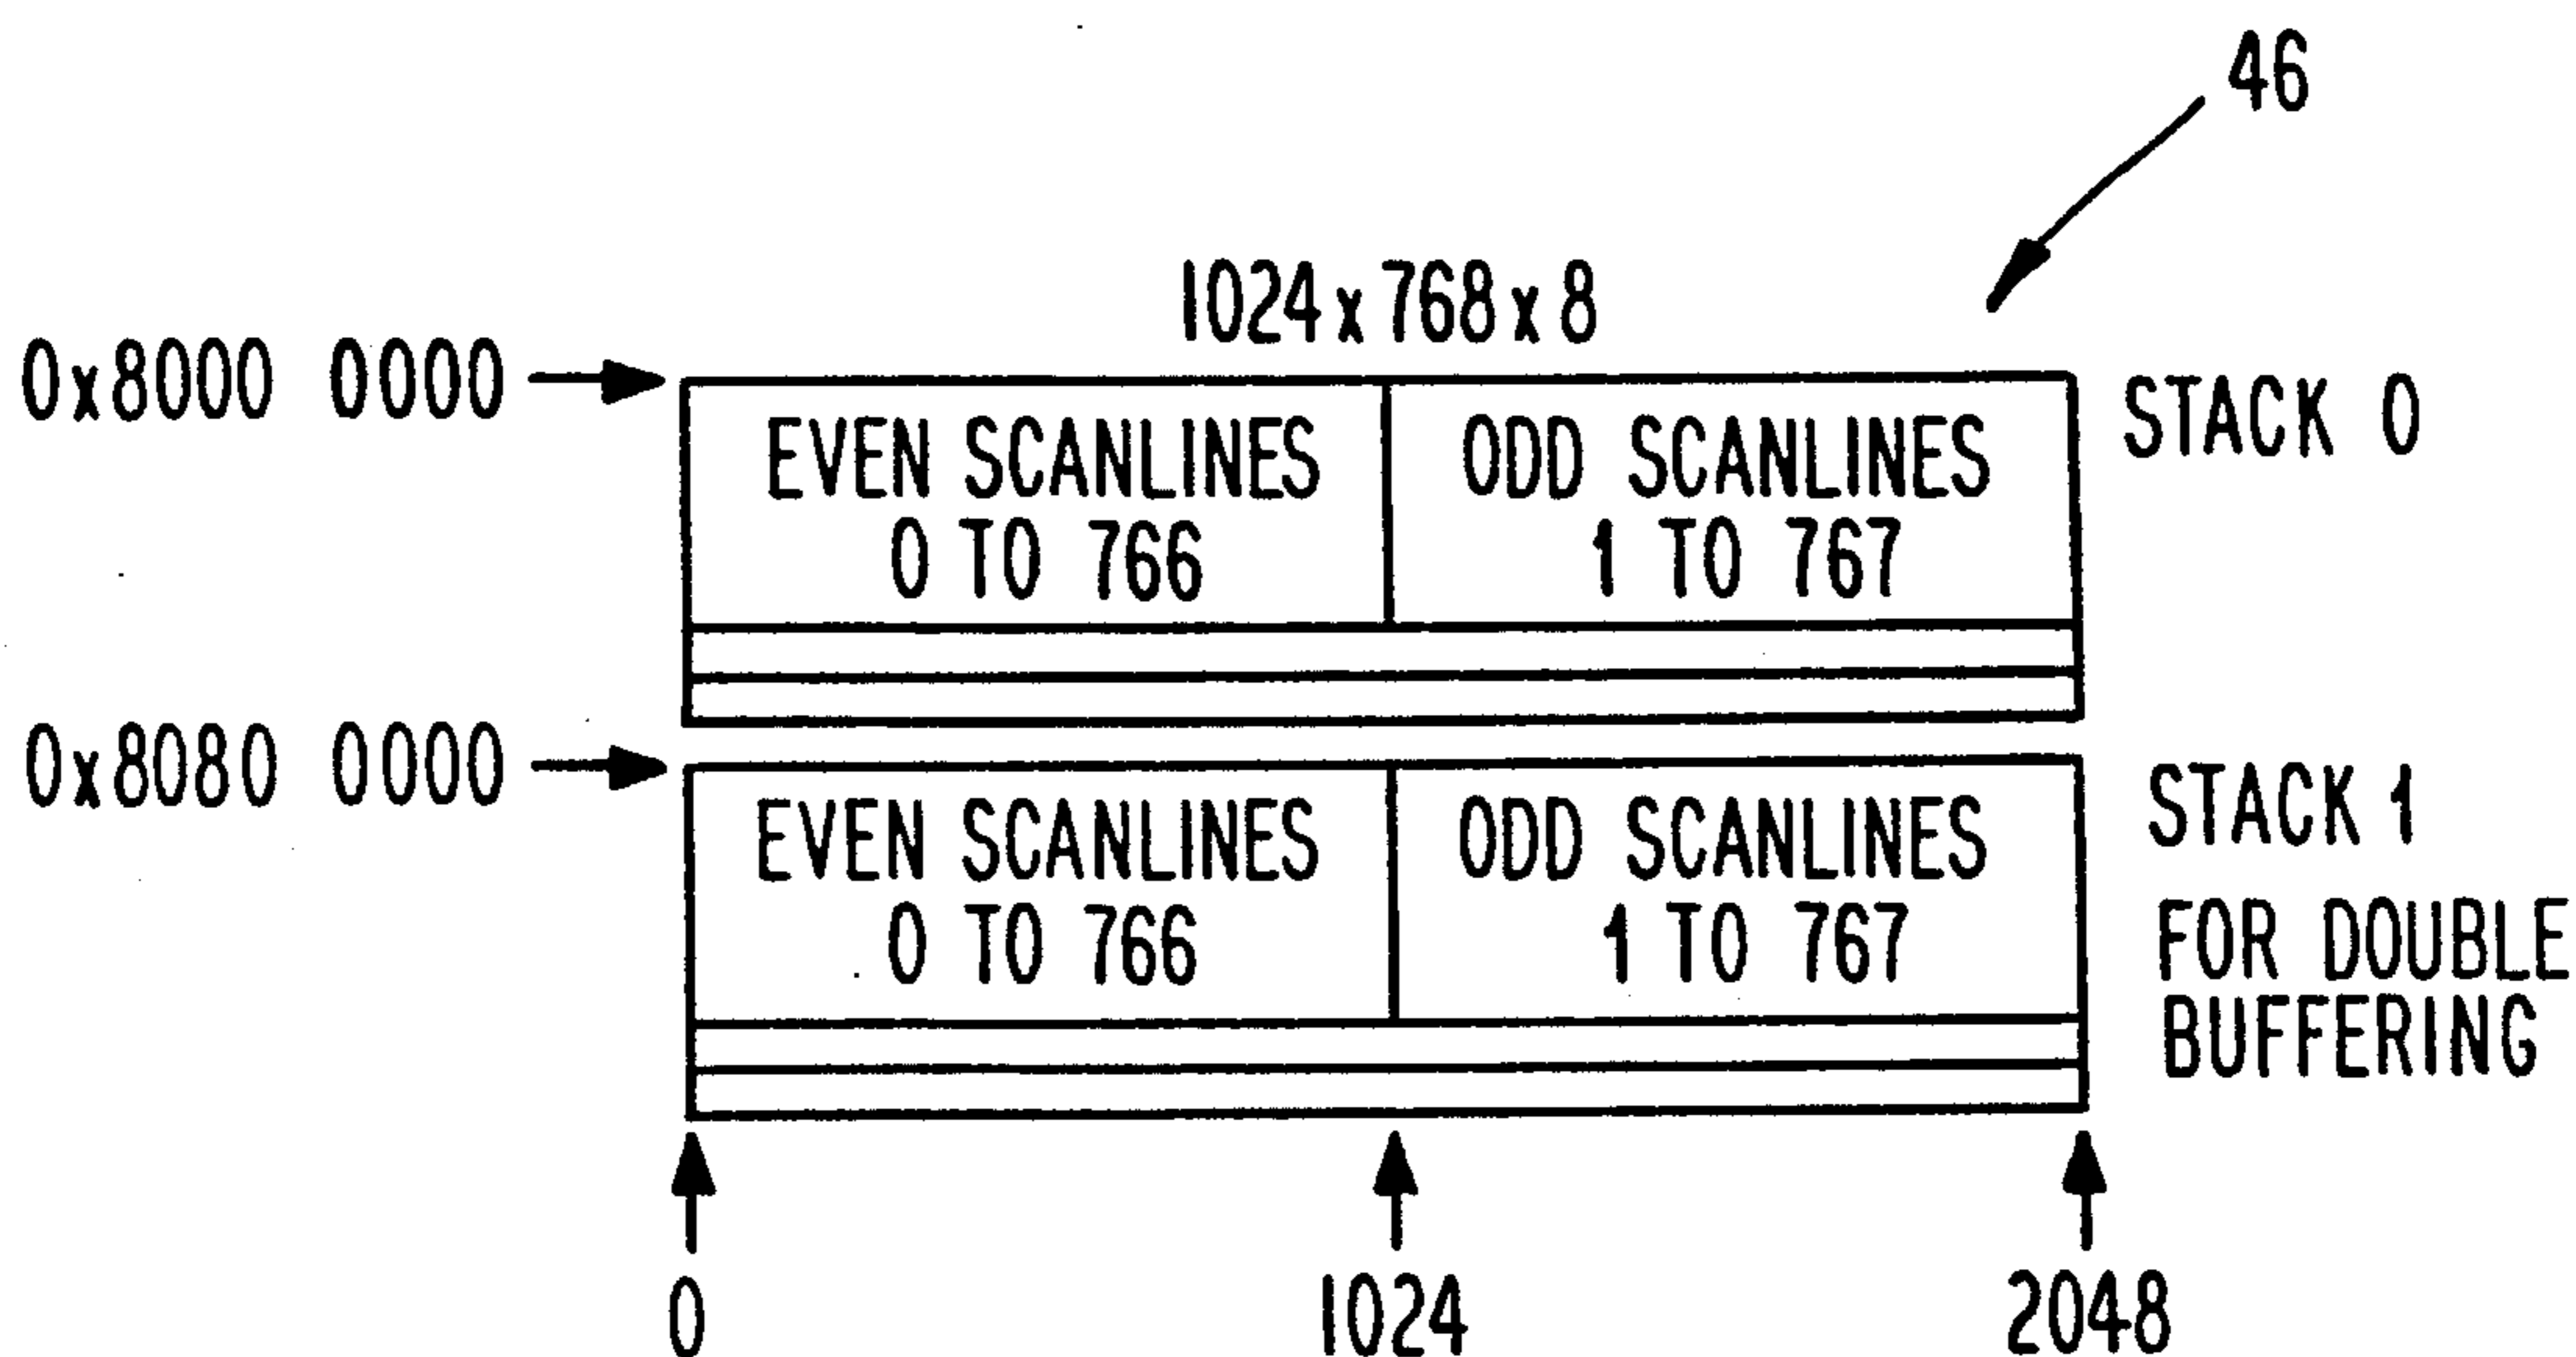 46
1024 x 768 x 8
0x8000 0000
EVEN SCANLINES
0 TO 766
ODD SCANLINES
1 TO 767
STACK 0
0x8080 0000
EVEN SCANLINES
0 TO 766
ODD SCANLINES
1 TO 767
STACK 1
FOR DOUBLE
BUFFERING
0
1024
2048